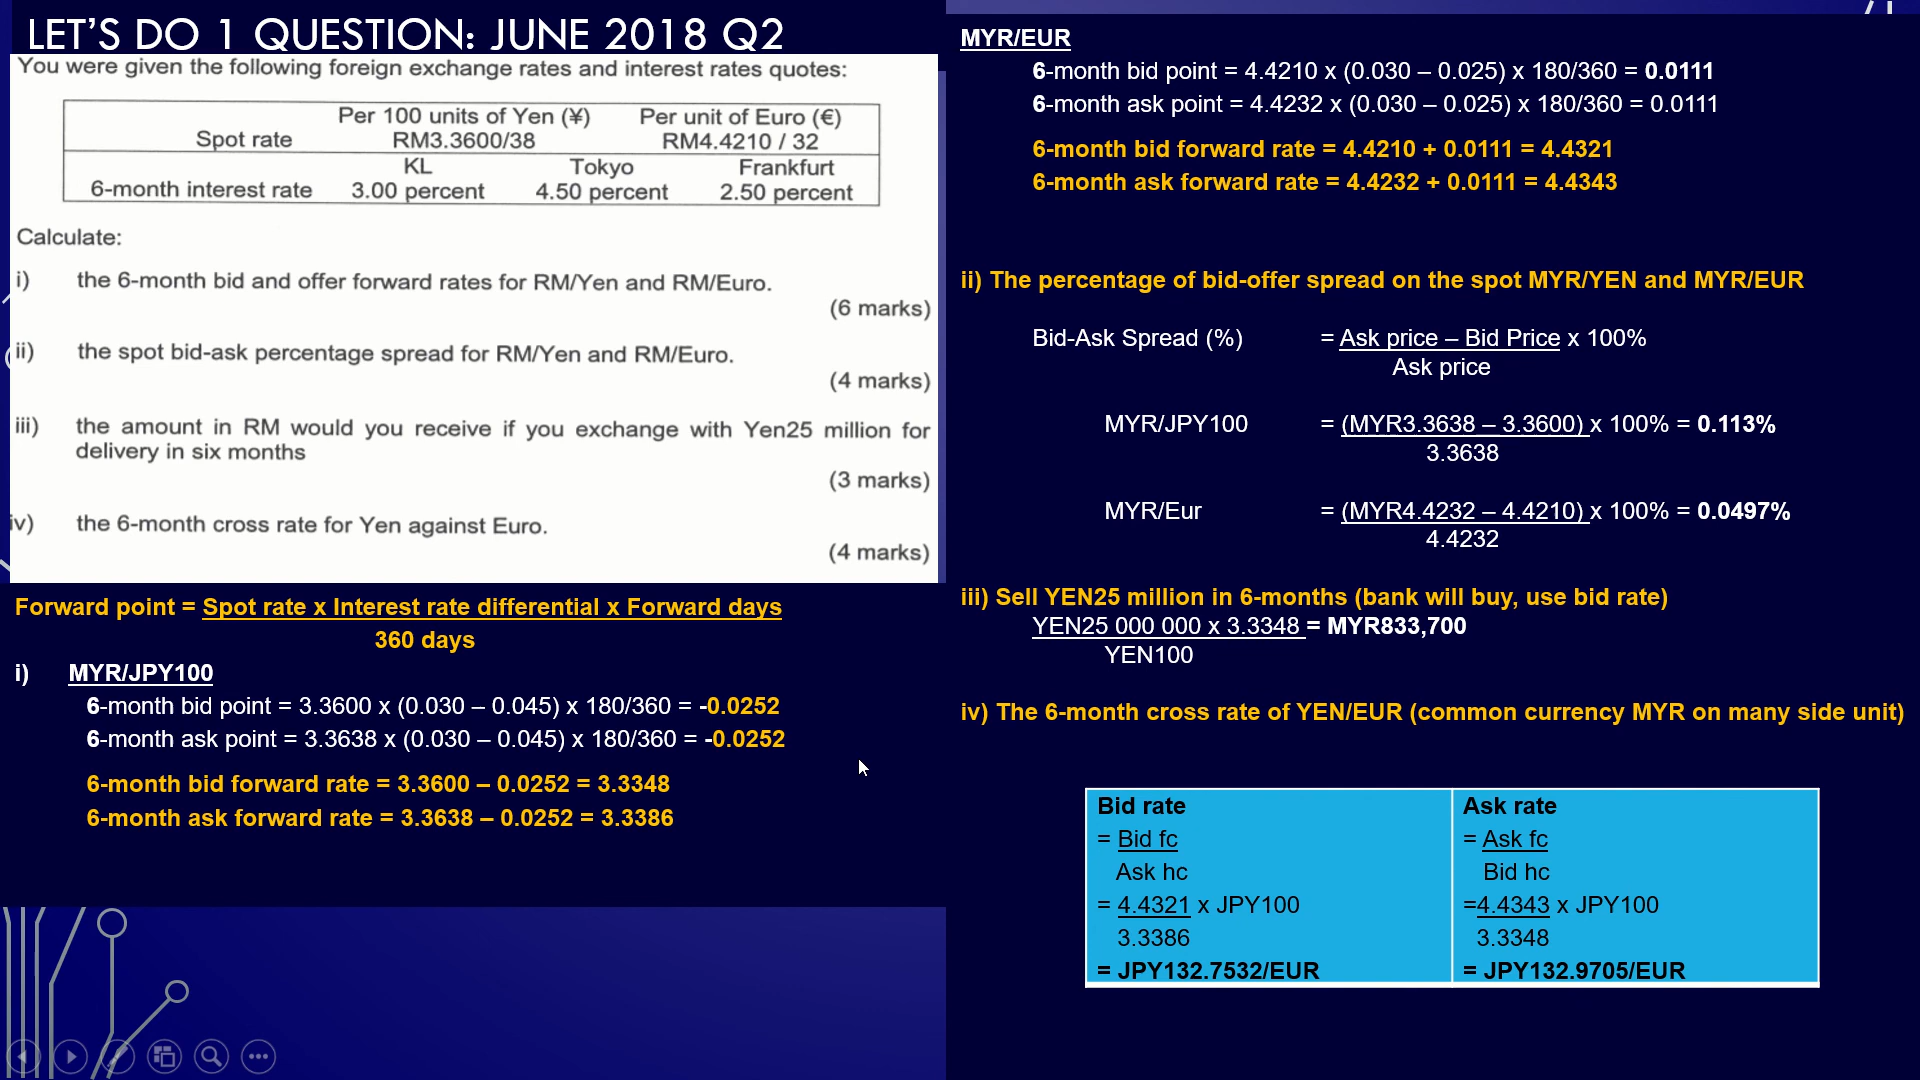 LET'S DO 1 QUESTION: JUNE 2018 Q2
You were given the following foreign exchange rates and interest rates quotes:
Per 100 units of Yen (¥) Per unit of Euro (€)
Spot rate RM3.3600/38 RM4.4210 / 32
KL Tokyo Frankfurt
6-month interest rate 3.00 percent 4.50 percent 2.50 percent
Calculate:
i) the 6-month bid and offer forward rates for RM/Yen and RM/Euro.
(6 marks)
ii) the spot bid-ask percentage spread for RM/Yen and RM/Euro.
(4 marks)
iii) the amount in RM would you receive if you exchange with Yen25 million for
delivery in six months
(3 marks)
iv) the 6-month cross rate for Yen against Euro.
(4 marks)
Forward point = Spot rate x Interest rate differential x Forward days
360 days
i) MYR/JPY100
6-month bid point = 3.3600 x (0.030 – 0.045) x 180/360 = -0.0252
6-month ask point = 3.3638 x (0.030 – 0.045) x 180/360 = -0.0252
6-month bid forward rate = 3.3600 – 0.0252 = 3.3348
6-month ask forward rate = 3.3638 – 0.0252 = 3.3386
MYR/EUR
6-month bid point = 4.4210 x (0.030 – 0.025) x 180/360 = 0.0111
6-month ask point = 4.4232 x (0.030 – 0.025) x 180/360 = 0.0111
6-month bid forward rate = 4.4210 + 0.0111 = 4.4321
6-month ask forward rate = 4.4232 + 0.0111 = 4.4343
ii) The percentage of bid-offer spread on the spot MYR/YEN and MYR/EUR
Bid-Ask Spread (%) = Ask price – Bid Price x 100%
Ask price
MYR/JPY100 = (MYR3.3638 – 3.3600) x 100% = 0.113%
3.3638
MYR/Eur = (MYR4.4232 – 4.4210) x 100% = 0.0497%
4.4232
iii) Sell YEN25 million in 6-months (bank will buy, use bid rate)
YEN25 000 000 x 3.3348 = MYR833,700
YEN100
iv) The 6-month cross rate of YEN/EUR (common currency MYR on many side unit)
Bid rate
= Bid fc
Ask hc
= 4.4321 x JPY100
3.3386
= JPY132.7532/EUR
Ask rate
= Ask fc
Bid hc
=4.4343 x JPY100
3.3348
= JPY132.9705/EUR